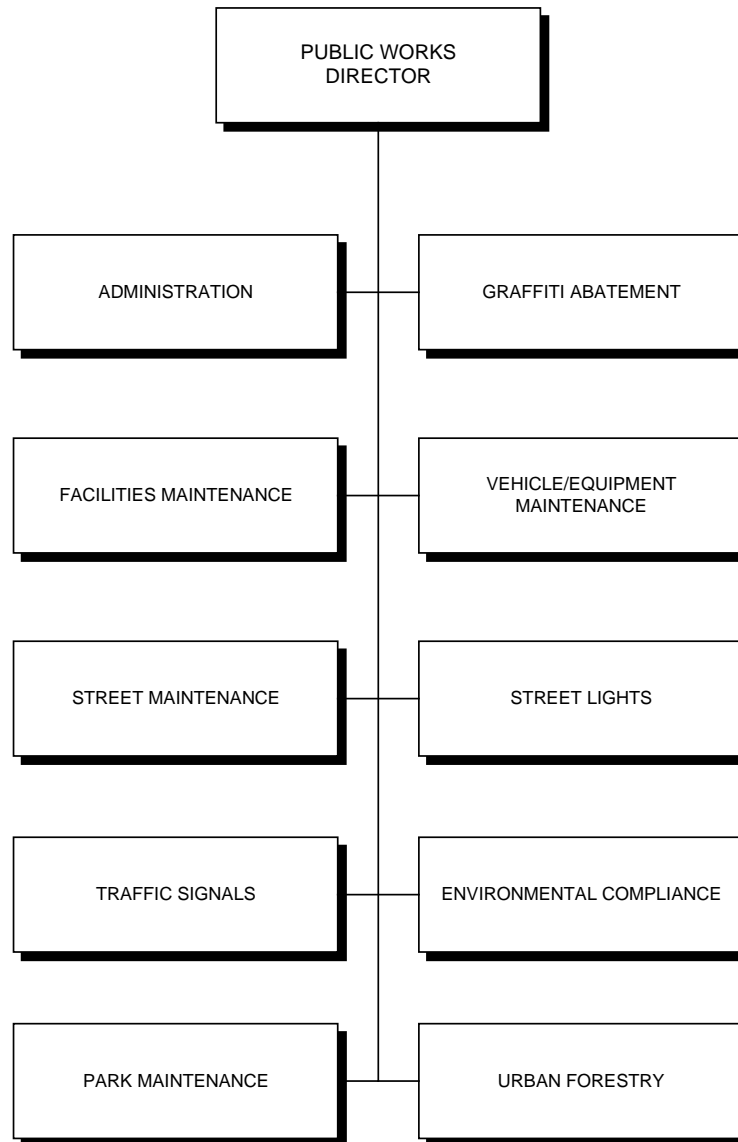 PUBLIC WORKS
DIRECTOR
ADMINISTRATION
GRAFFITI ABATEMENT
FACILITIES MAINTENANCE
VEHICLE/EQUIPMENT
MAINTENANCE
STREET MAINTENANCE
STREET LIGHTS
TRAFFIC SIGNALS
ENVIRONMENTAL COMPLIANCE
PARK MAINTENANCE
URBAN FORESTRY